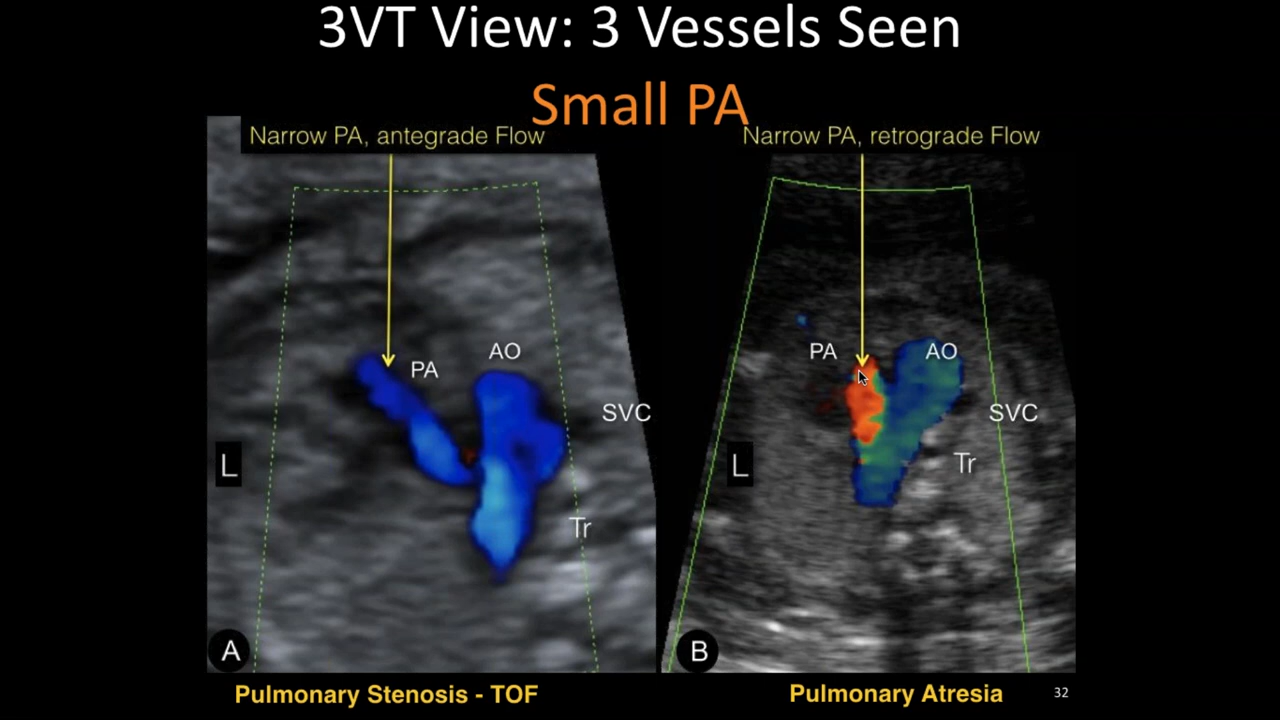 3VT View: 3 Vessels Seen
Small PA
Narrow PA, antegrade Flow
Narrow PA, retrograde Flow
PA
AO
SVC
L
Tr
A
PA
AO
SVC
L
Tr
B
Pulmonary Stenosis - TOF
Pulmonary Atresia
32